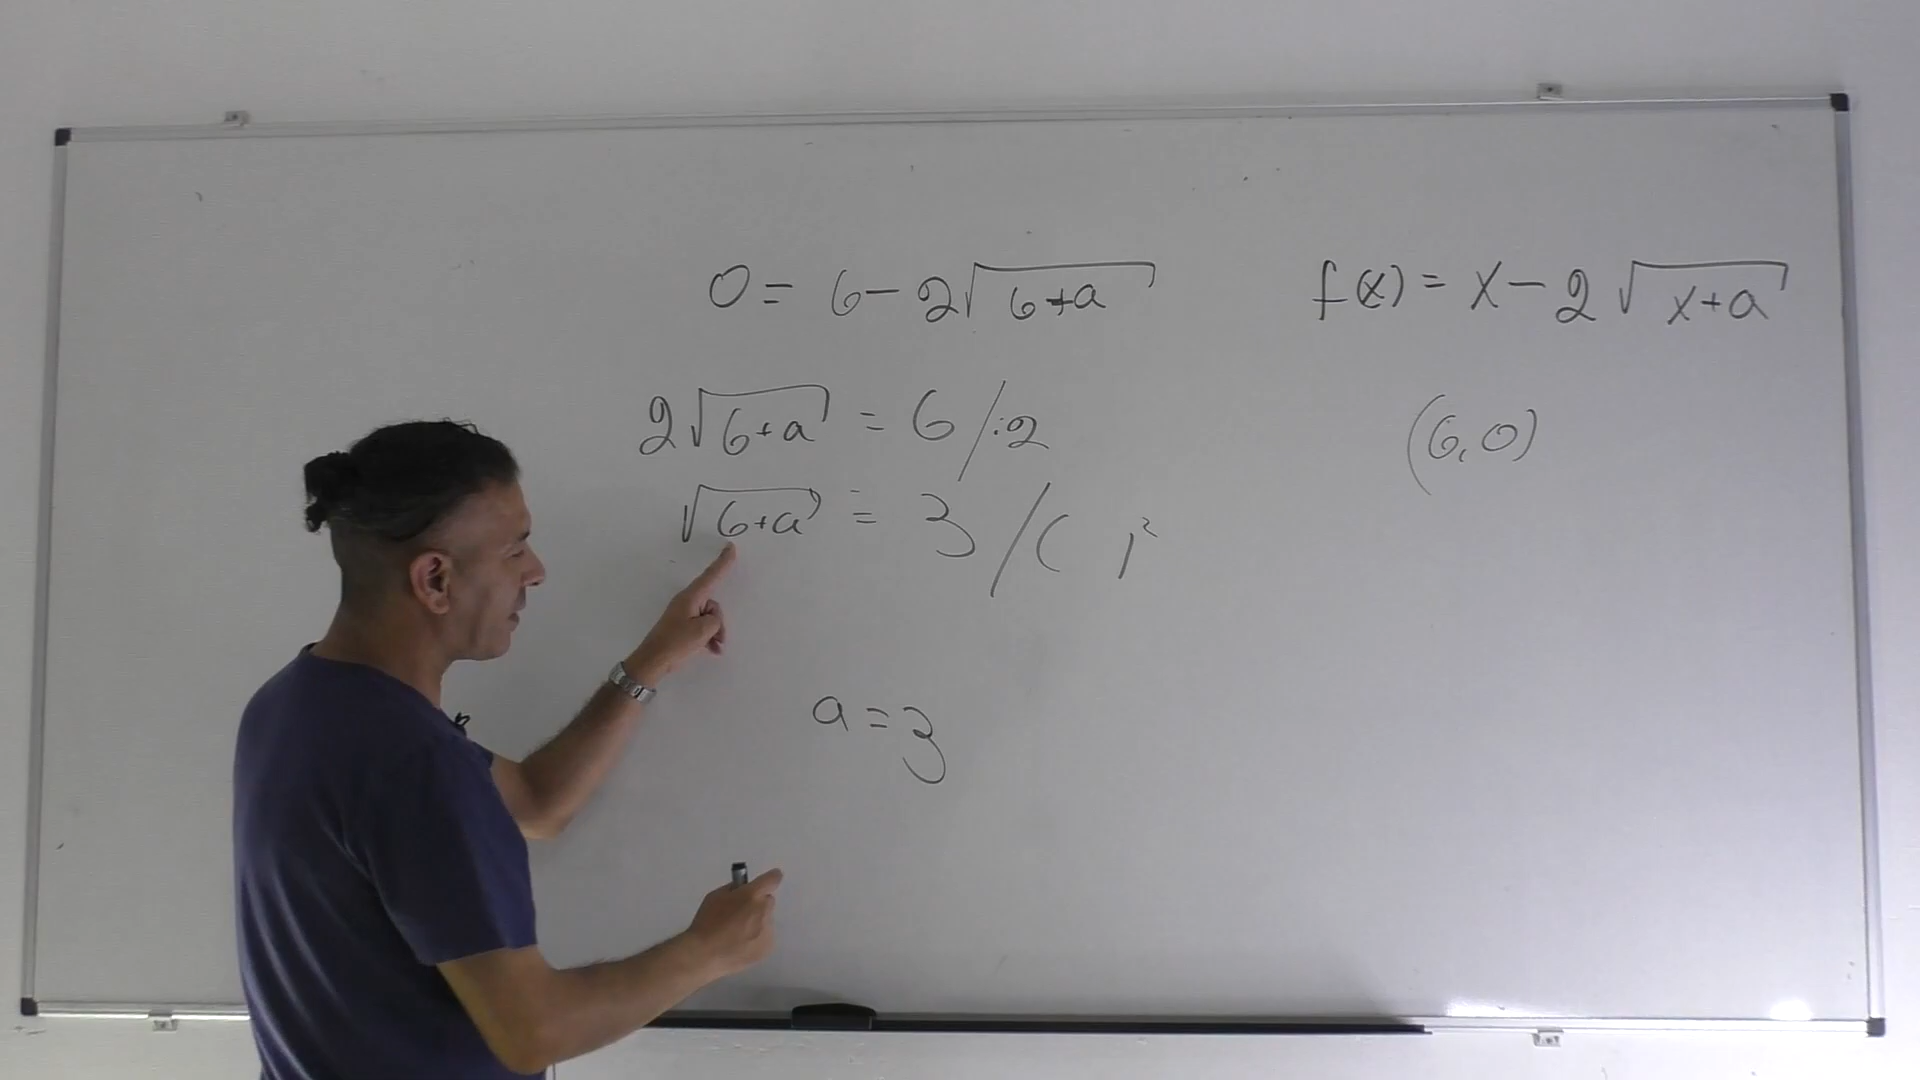 0 = 6 - 2√(6+a)
f(x) = x - 2√(x+a)
2√(6+a) = 6 /:2
(6,0)
√(6+a) = 3 /( )²
a = 3